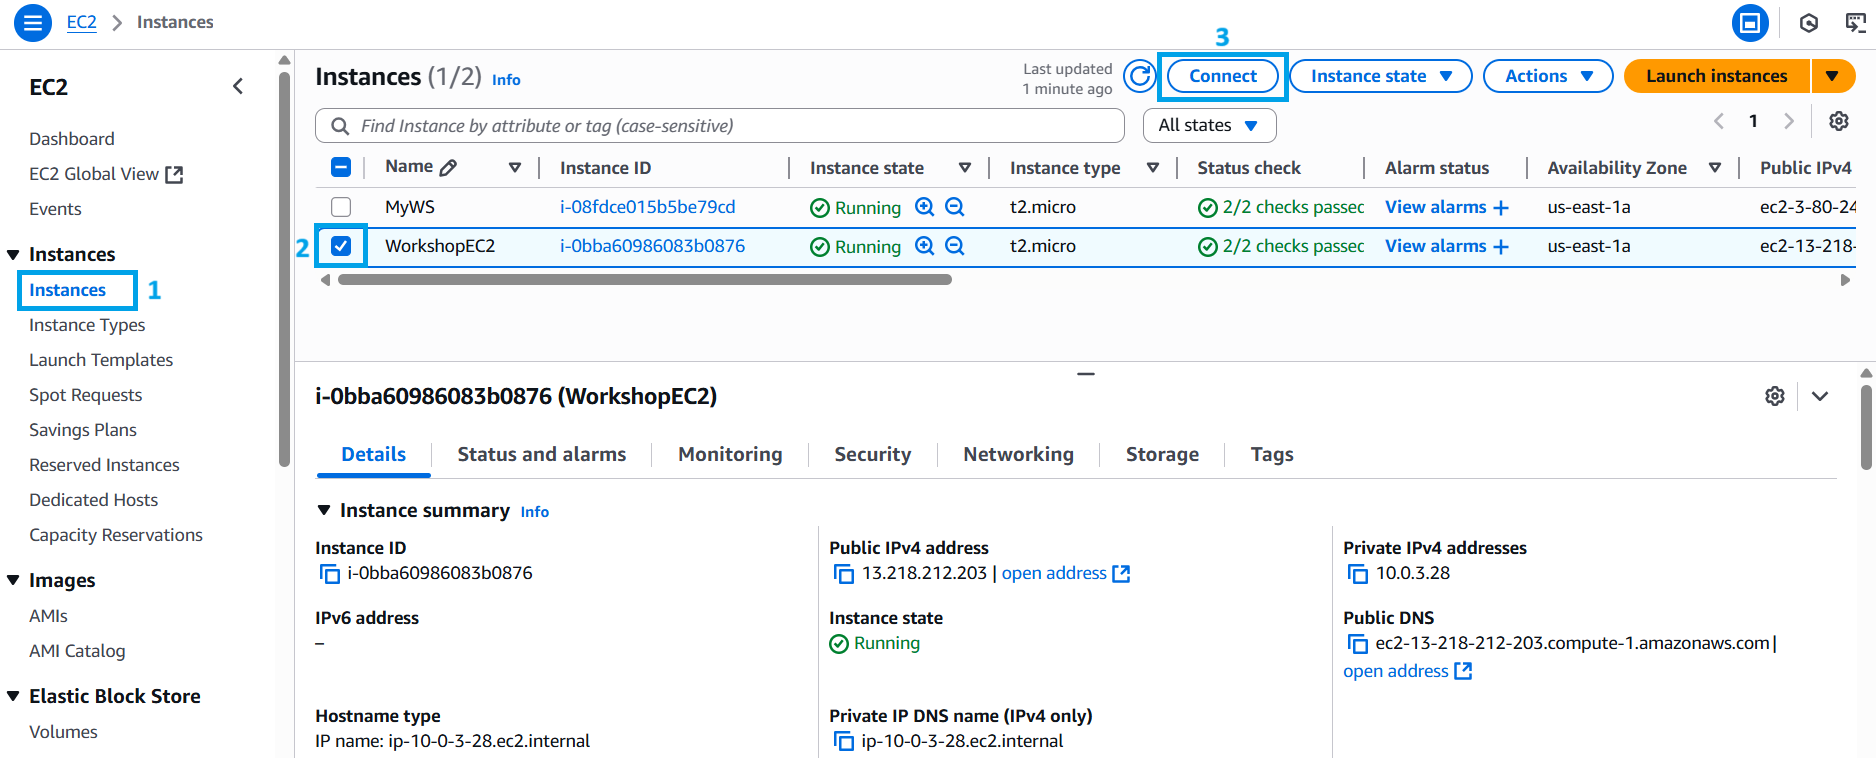 EC2 > Instances
EC2
Dashboard
EC2 Global View
Events
Instances
Instances 1
Instance Types
Launch Templates
Spot Requests
Savings Plans
Reserved Instances
Dedicated Hosts
Capacity Reservations
Images
AMIs
AMI Catalog
Elastic Block Store
Volumes
3
Instances (1/2) Info
Last updated
1 minute ago
Connect
Instance state
Actions
Launch instances
Find Instance by attribute or tag (case-sensitive)
All states
1
Name Instance ID Instance state Instance type Status check Alarm status Availability Zone Public IPv4
MyWS i-08fdce015b5be79cd Running t2.micro 2/2 checks passed View alarms + us-east-1a ec2-3-80-24
2 WorkshopEC2 i-0bba60986083b0876 Running t2.micro 2/2 checks passed View alarms + us-east-1a ec2-13-218-
i-0bba60986083b0876 (WorkshopEC2)
Details Status and alarms Monitoring Security Networking Storage Tags
Instance summary Info
Instance ID
i-0bba60986083b0876
Public IPv4 address
13.218.212.203 | open address
Private IPv4 addresses
10.0.3.28
IPv6 address
–
Instance state
Running
Public DNS
ec2-13-218-212-203.compute-1.amazonaws.com |
open address
Hostname type
IP name: ip-10-0-3-28.ec2.internal
Private IP DNS name (IPv4 only)
ip-10-0-3-28.ec2.internal